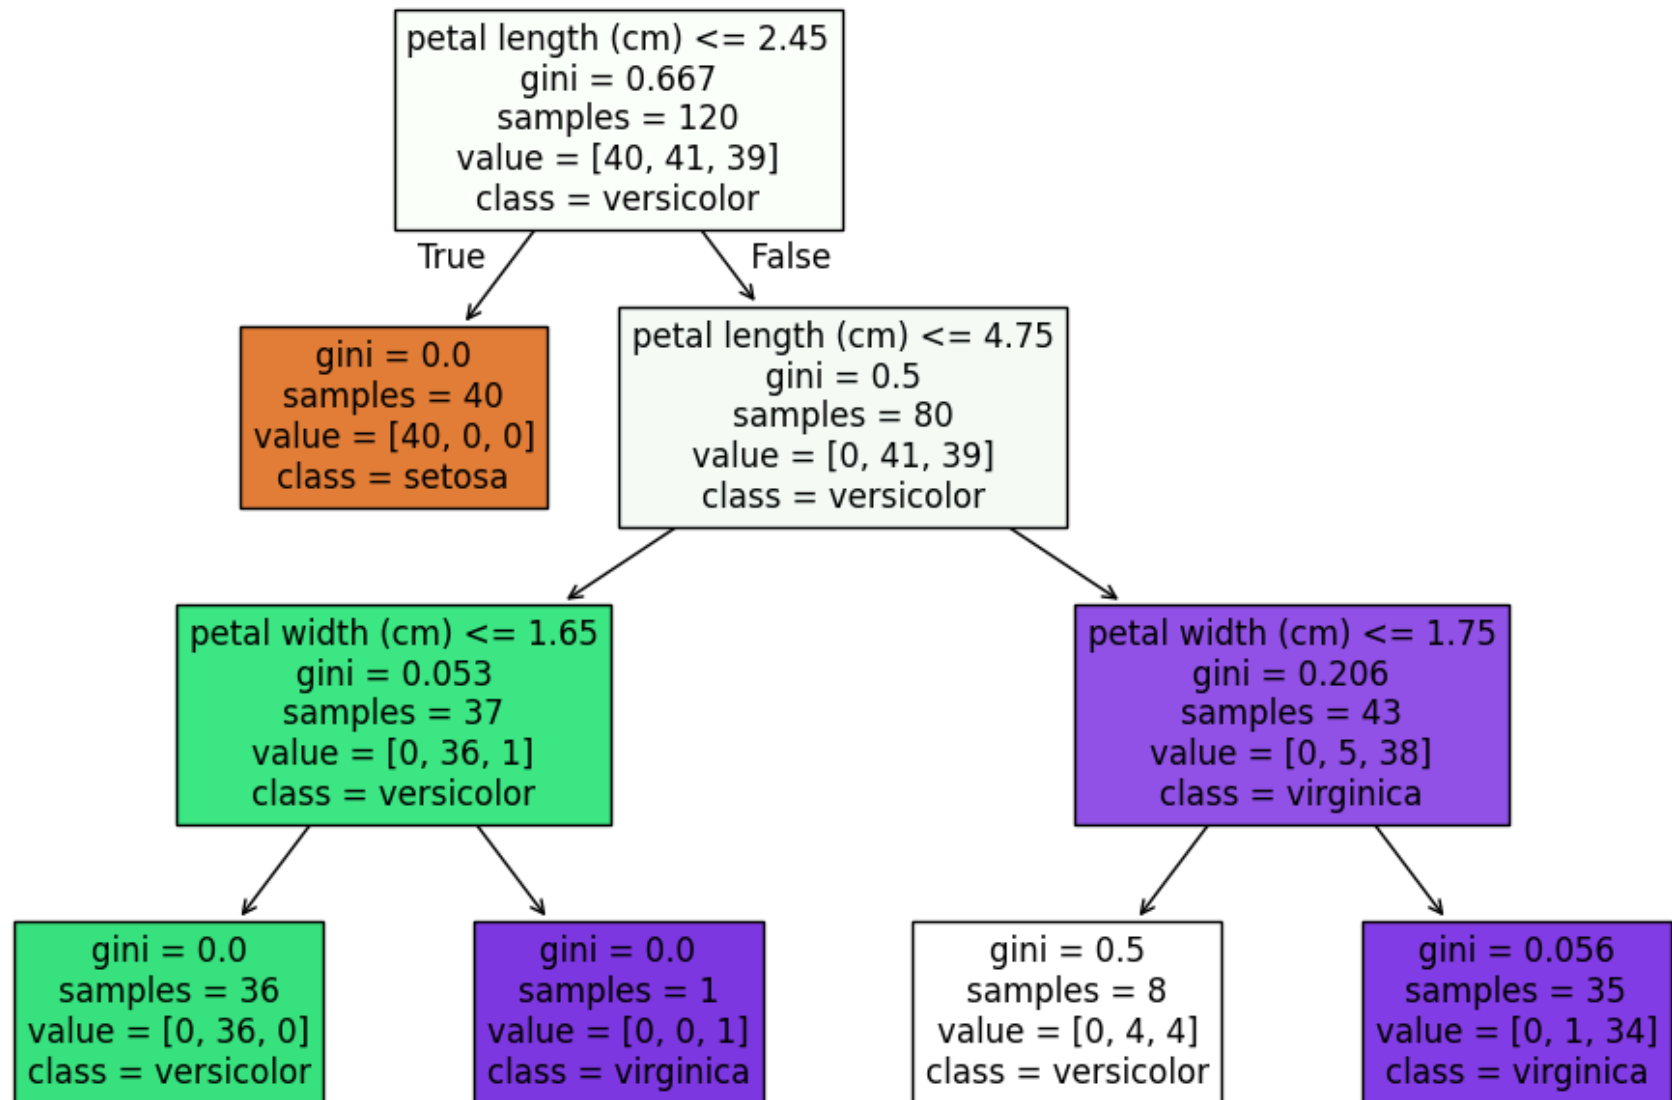 petal length (cm) <= 2.45
gini = 0.667
samples = 120
value = [40, 41, 39]
class = versicolor
True
False
gini = 0.0
samples = 40
value = [40, 0, 0]
class = setosa
petal length (cm) <= 4.75
gini = 0.5
samples = 80
value = [0, 41, 39]
class = versicolor
petal width (cm) <= 1.65
gini = 0.053
samples = 37
value = [0, 36, 1]
class = versicolor
petal width (cm) <= 1.75
gini = 0.206
samples = 43
value = [0, 5, 38]
class = virginica
gini = 0.0
samples = 36
value = [0, 36, 0]
class = versicolor
gini = 0.0
samples = 1
value = [0, 0, 1]
class = virginica
gini = 0.5
samples = 8
value = [0, 4, 4]
class = versicolor
gini = 0.056
samples = 35
value = [0, 1, 34]
class = virginica